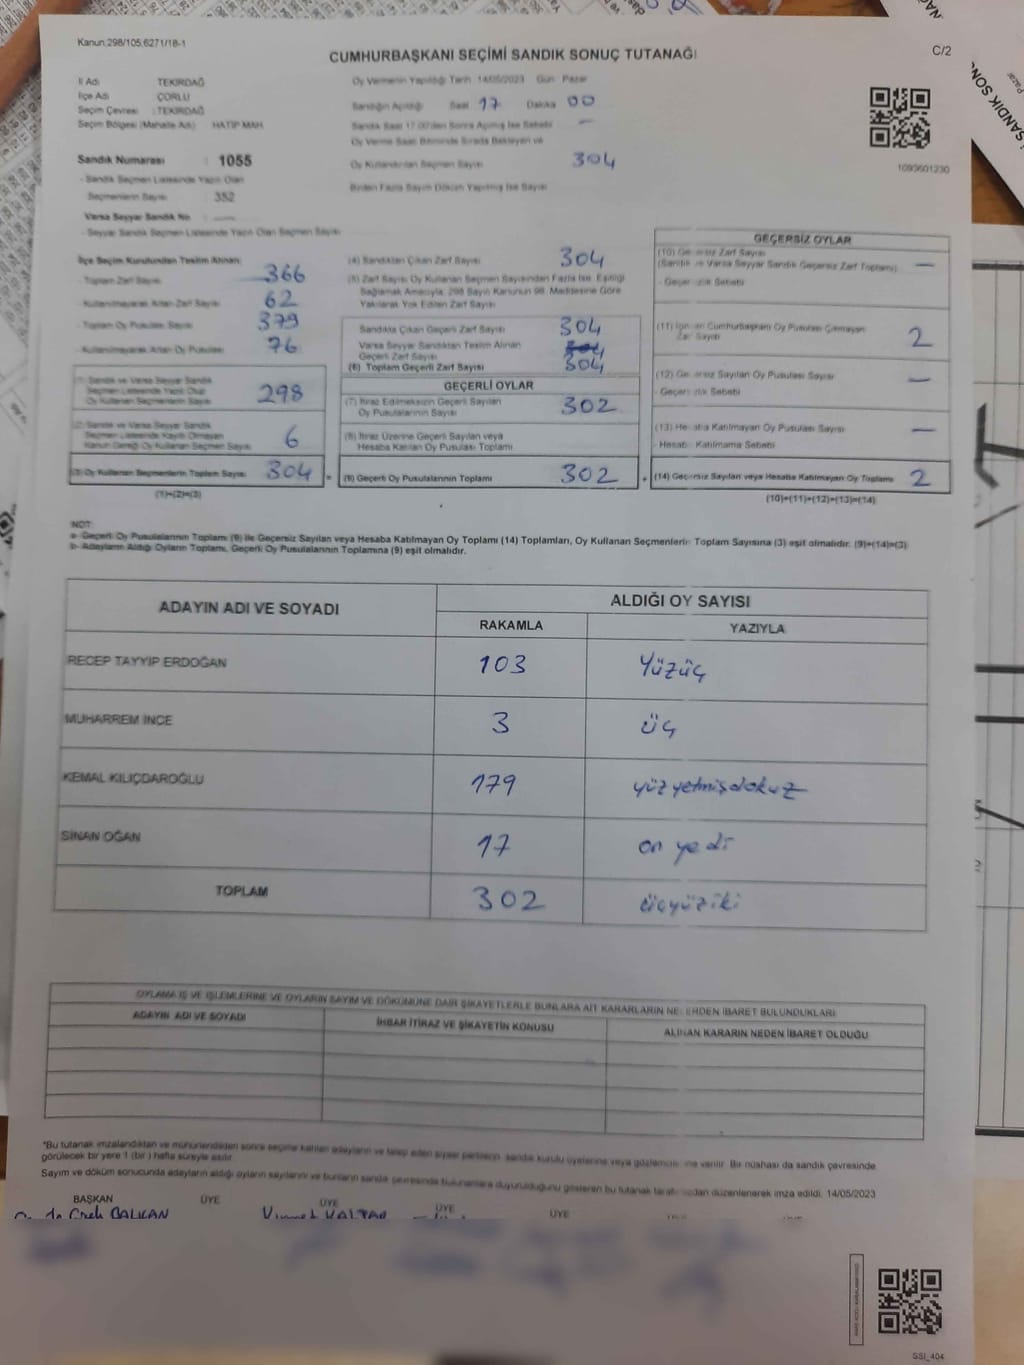 Kanun,298/105,6271/18-1
C/2
CUMHURBAŞKANI SEÇİMİ SANDIK SONUÇ TUTANAĞI
İl Adı TEKİRDAĞ
İlçe Adı ÇORLU
Seçim Çevresi : TEKİRDAĞ
Seçim Bölgesi (Mahalle Adı) HATİP MAH
Sandık Numarası : 1055
- Sandık Seçmen Listesinde Yazılı Olan
Seçmenlerin Sayısı : 352
Varsa Seyyar Sandık No : —
- Seyyar Sandık Seçmen Listesinde Yazılı Olan Seçmen Sayısı
Oy Vermenin Yapıldığı Tarih 14/05/2023 Gün Pazar
Sandığın Açıldığı Saat 17 Dakika 00
Sandık Saat 17.00'den Sonra Açılmış İse Sebebi —
Oy Verme Saati Bitiminde Sırada Bekleyen ve
Oy Kullandırılan Seçmen Sayısı 304
Birden Fazla Sayım Döküm Yapılmış İse Sayısı
1093601230
İlçe Seçim Kurulundan Teslim Alınan;
- Toplam Zarf Sayısı 366
- Kullanılmayarak Artan Zarf Sayısı 62
- Toplam Oy Pusulası Sayısı 379
- Kullanılmayarak Artan Oy Pusulası 76
(1) Sandık ve Varsa Seyyar Sandık
Seçmen Listesinde Yazılı Olup
Oy Kullanan Seçmenlerin Sayısı 298
(2) Sandık ve Varsa Seyyar Sandık
Seçmen Listesinde Kayıtlı Olmayan
Kanun Gereği Oy Kullanan Seçmen Sayısı 6
(3) Oy Kullanan Seçmenlerin Toplam Sayısı 304
(1)+(2)=(3)
(4) Sandıktan Çıkan Zarf Sayısı 304
(5) Zarf Sayısı Oy Kullanan Seçmen Sayısından Fazla İse, Eşitliği
Sağlamak Amacıyla, 298 Sayılı Kanunun 98. Maddesine Göre
Yakılarak Yok Edilen Zarf Sayısı
Sandıkta Çıkan Geçerli Zarf Sayısı 304
Varsa Seyyar Sandıktan Teslim Alınan
Geçerli Zarf Sayısı 304
(6) Toplam Geçerli Zarf Sayısı 304
GEÇERLİ OYLAR
(7) İtiraz Edilmeksizin Geçerli Sayılan
Oy Pusulalarının Sayısı 302
(8) İtiraz Üzerine Geçerli Sayılan veya
Hesaba Katılan Oy Pusulası Toplamı
(9) Geçerli Oy Pusulalarının Toplamı 302
GEÇERSİZ OYLAR
(10) Geçersiz Zarf Sayısı
(Sandık ve Varsa Seyyar Sandık Geçersiz Zarf Toplamı) —
- Geçersizlik Sebebi
(11) İçinden Cumhurbaşkanı Oy Pusulası Çıkmayan
Zarf Sayısı 2
(12) Geçersiz Sayılan Oy Pusulası Sayısı —
- Geçersizlik Sebebi
(13) Hesaba Katılmayan Oy Pusulası Sayısı —
- Hesaba Katılmama Sebebi
(14) Geçersiz Sayılan veya Hesaba Katılmayan Oy Toplamı 2
(10)+(11)+(12)+(13)=(14)
NOT:
a- Geçerli Oy Pusulalarının Toplamı (9) ile Geçersiz Sayılan veya Hesaba Katılmayan Oy Toplamı (14) Toplamları, Oy Kullanan Seçmenlerin Toplam Sayısına (3) eşit olmalıdır. (9)+(14)=(3)
b- Adayların Aldığı Oyların Toplamı, Geçerli Oy Pusulalarının Toplamına (9) eşit olmalıdır.
ADAYIN ADI VE SOYADI
ALDIĞI OY SAYISI
RAKAMLA YAZIYLA
RECEP TAYYİP ERDOĞAN 103 Yüzüç
MUHARREM İNCE 3 üç
KEMAL KILIÇDAROĞLU 179 yüzyetmişdokuz
SİNAN OĞAN 17 on yedi
TOPLAM 302 üçyüziki
OYLAMA İŞ VE İŞLEMLERİNE VE OYLARIN SAYIM VE DÖKÜMÜNE DAİR ŞİKAYETLERLE BUNLARA AİT KARARLARIN NELERDEN İBARET BULUNDUKLARI
ADAYIN ADI VE SOYADI İHBAR İTİRAZ VE ŞİKAYETİN KONUSU ALINAN KARARIN NEDEN İBARET OLDUĞU
*Bu tutanak imzalandıktan ve mühürlendikten sonra seçime katılan adayların ve talep eden siyasi partilerin sandık kurulu üyelerine veya gözlemcilerine verilir. Bir nüshası da sandık çevresinde
görülecek bir yere 1 (bir) hafta süreyle asılır.
Sayım ve döküm sonucunda adayların aldığı oyların sayılarını ve bunların sandık çevresinde bulunanlara duyurulduğunu gösteren bu tutanak tarafımızdan düzenlenerek imza edildi. 14/05/2023
BAŞKAN ÜYE ÜYE ÜYE ÜYE
SSI_404